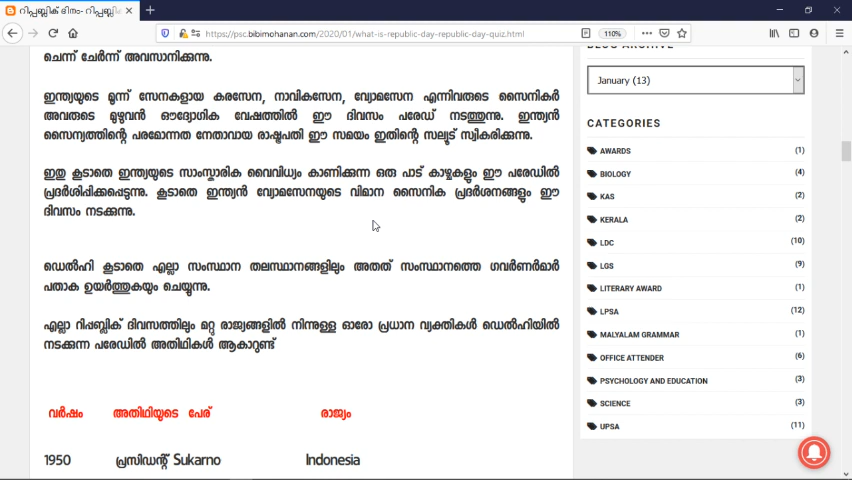 റിപ്പബ്ലിക് ദിനം- റിപ്പബ്ലിക്
https://psc.bibimohanan.com/2020/01/what-is-republic-day-republic-day-quiz.html
110%
ചെന്ന് ചേർന്ന് അവസാനിക്കുന്നു.
ഇന്ത്യയുടെ മൂന്ന് സേനകളായ കരസേന, നാവികസേന, വ്യോമസേന എന്നിവരുടെ സൈനികർ
അവരുടെ മുഴുവൻ ഔദ്യോഗിക വേഷത്തിൽ ഈ ദിവസം പരേഡ് നടത്തുന്നു. ഇന്ത്യൻ
സൈന്യത്തിന്റെ പരമോന്നത നേതാവായ രാഷ്ട്രപതി ഈ സമയം ഇതിന്റെ സല്യൂട്ട് സ്വീകരിക്കുന്നു.
ഇതു കൂടാതെ ഇന്ത്യയുടെ സാംസ്കാരിക വൈവിധ്യം കാണിക്കുന്ന ഒരു പാട് കാഴ്ചകളും ഈ പരേഡിൽ
പ്രദർശിപ്പിക്കപ്പെടുന്നു. കൂടാതെ ഇന്ത്യൻ വ്യോമസേനയുടെ വിമാന സൈനിക പ്രദർശനങ്ങളും ഈ
ദിവസം നടക്കുന്നു.
ഡെൽഹി കൂടാതെ എല്ലാ സംസ്ഥാന തലസ്ഥാനങ്ങളിലും അതത് സംസ്ഥാനത്തെ ഗവർണർമാർ
പതാക ഉയർത്തുകയും ചെയ്യുന്നു.
എല്ലാ റിപ്പബ്ലിക് ദിവസത്തിലും മറ്റു രാജ്യങ്ങളിൽ നിന്നുള്ള ഓരോ പ്രധാന വ്യക്തികൾ ഡെൽഹിയിൽ
നടക്കുന്ന പരേഡിൽ അതിഥികൾ ആകാറുണ്ട്
വർഷം അതിഥിയുടെ പേര് രാജ്യം
1950 പ്രസിഡന്റ് Sukarno Indonesia
BLOG ARCHIVE
January (13)
CATEGORIES
AWARDS (1)
BIOLOGY (4)
KAS (2)
KERALA (2)
LDC (10)
LGS (9)
LITERARY AWARD (1)
LPSA (12)
MALYALAM GRAMMAR (1)
OFFICE ATTENDER (6)
PSYCHOLOGY AND EDUCATION (3)
SCIENCE (3)
UPSA (11)